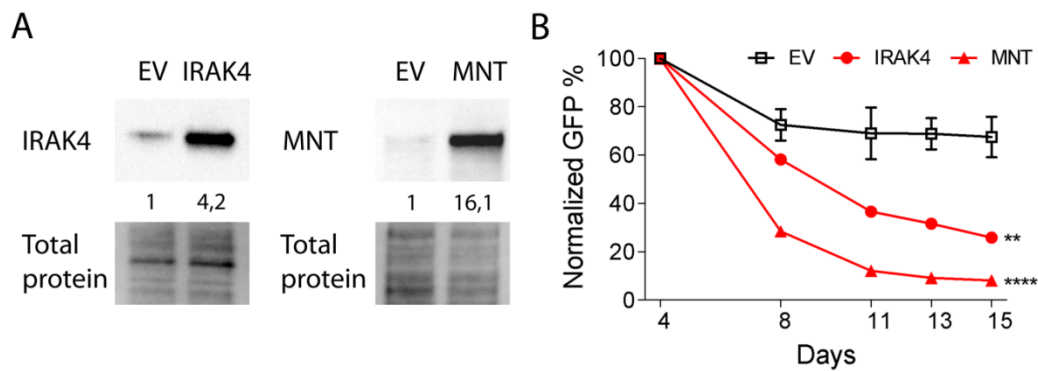 A
EV IRAK4
IRAK4
1 4,2
Total
protein
EV MNT
MNT
1 16,1
Total
protein
B
EV IRAK4 MNT
Normalized GFP %
100
80
60
40
20
0
**
****
4 8 11 13 15
Days